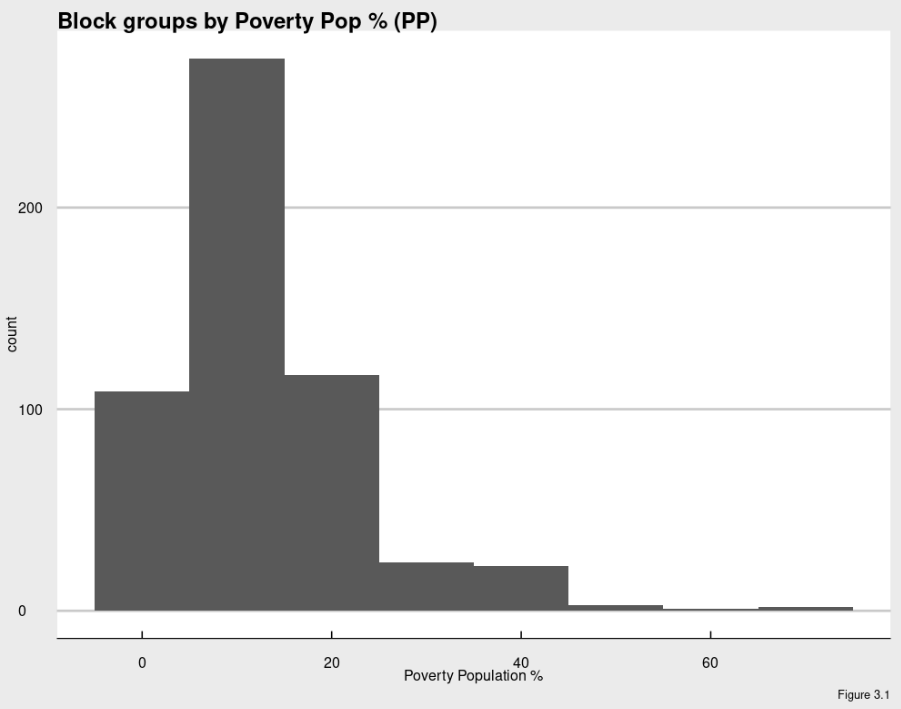 Block groups by Poverty Pop % (PP)
count
200
100
0
0 20 40 60
Poverty Population %
Figure 3.1